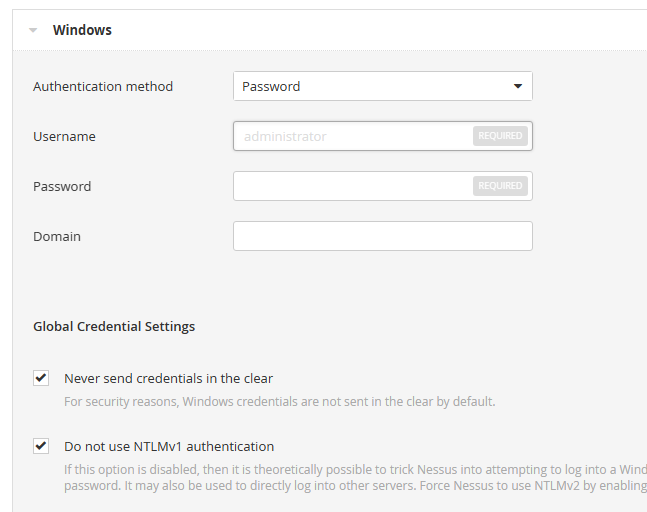 Windows
Authentication method Password
Username administrator REQUIRED
Password REQUIRED
Domain
Global Credential Settings
Never send credentials in the clear
For security reasons, Windows credentials are not sent in the clear by default.
Do not use NTLMv1 authentication
If this option is disabled, then it is theoretically possible to trick Nessus into attempting to log into a
password. It may also be used to directly log into other servers. Force Nessus to use NTLMv2 by enabling